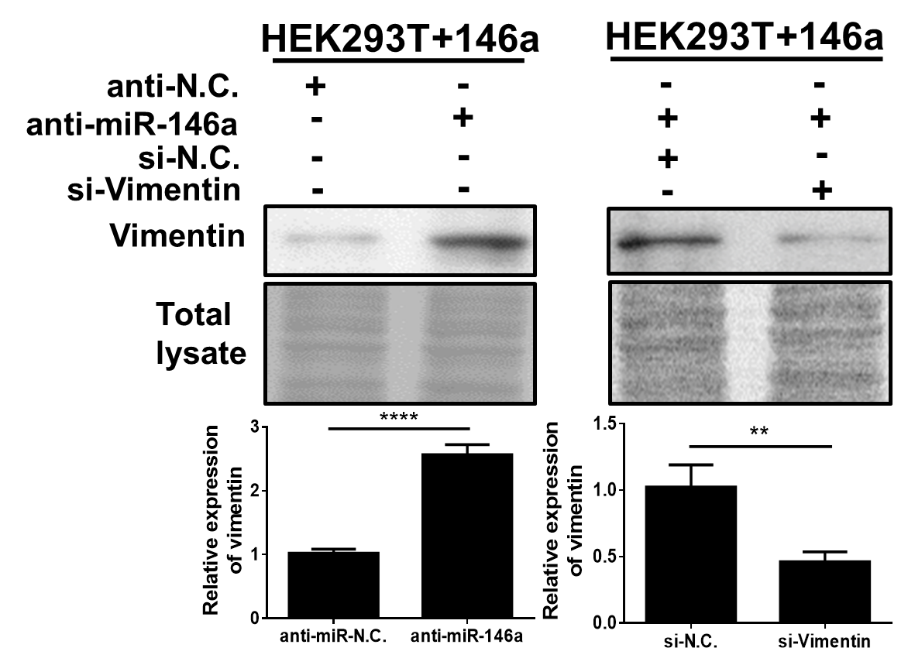 HEK293T+146a HEK293T+146a
anti-N.C. + - - -
anti-miR-146a - + + +
si-N.C. - - + -
si-Vimentin - - - +
Vimentin
Total
lysate
Relative expression
of vimentin
3
2
1
0
****
anti-miR-N.C. anti-miR-146a
Relative expression
of vimentin
1.5
1.0
0.5
0.0
**
si-N.C. si-Vimentin